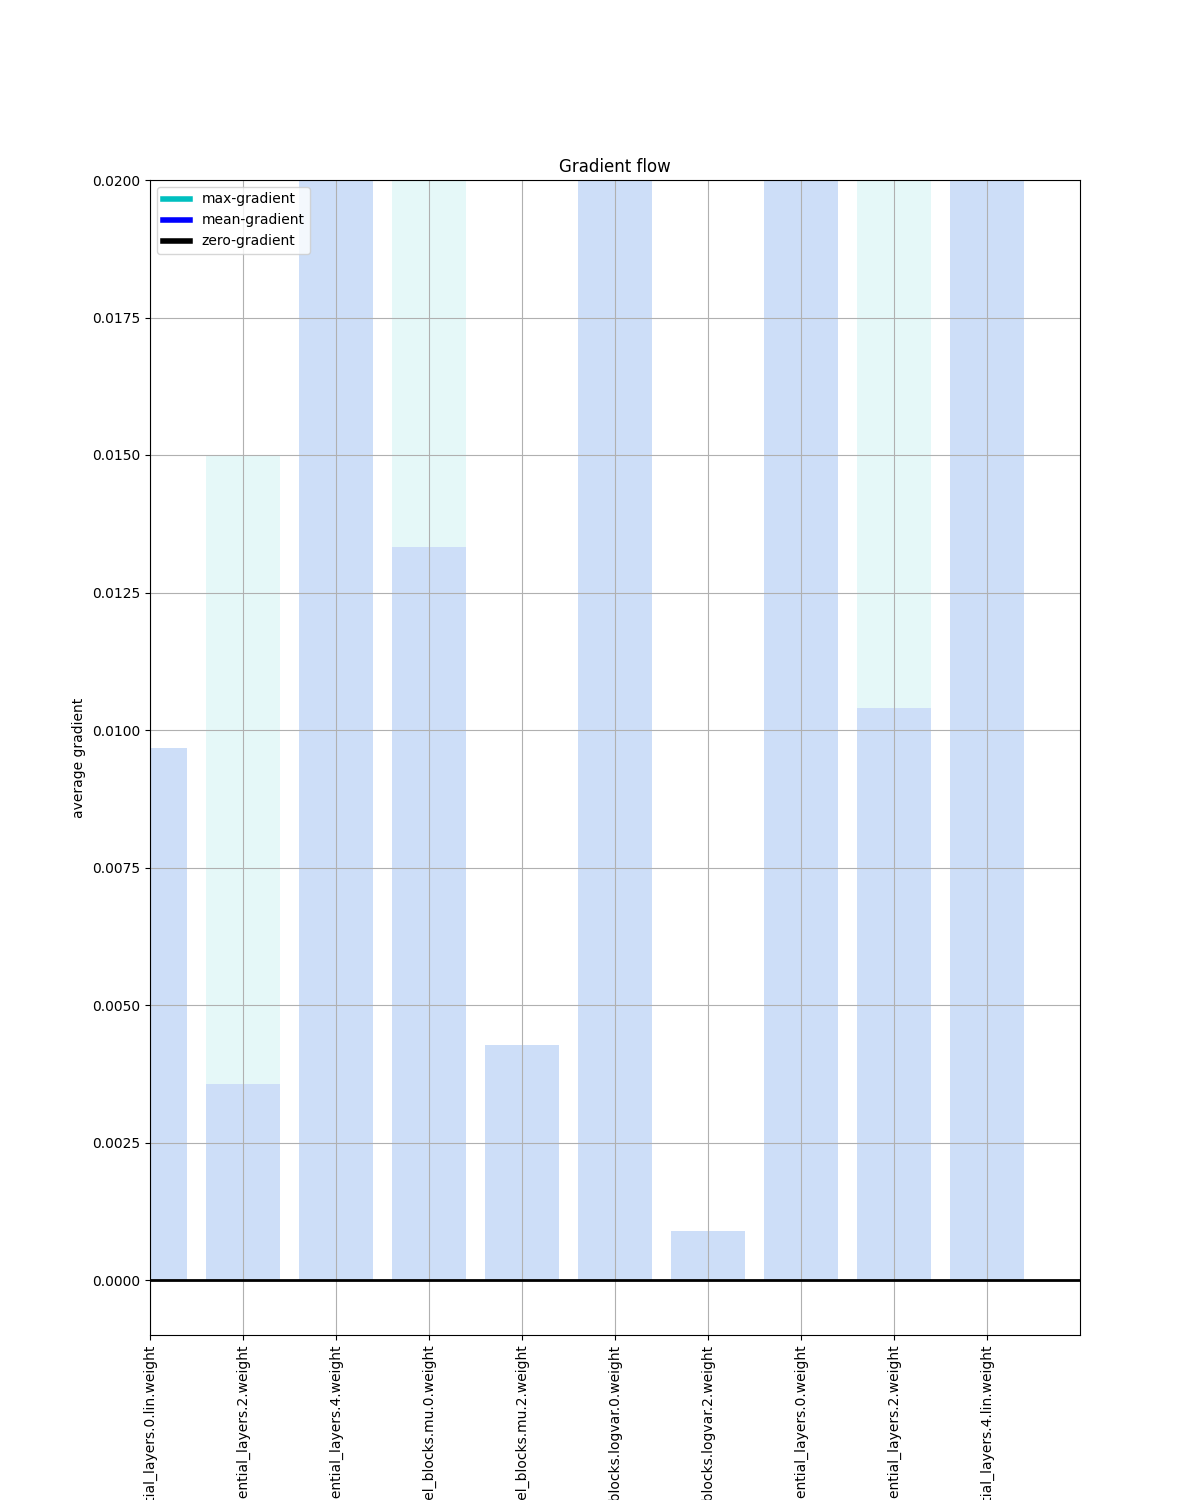 Gradient flow
max-gradient
mean-gradient
zero-gradient
0.0200
0.0175
0.0150
0.0125
0.0100
0.0075
0.0050
0.0025
0.0000
average gradient
tial_layers.0.lin.weight
ential_layers.2.weight
ential_layers.4.weight
el_blocks.mu.0.weight
el_blocks.mu.2.weight
blocks.logvar.0.weight
blocks.logvar.2.weight
ential_layers.0.weight
ential_layers.2.weight
tial_layers.4.lin.weight